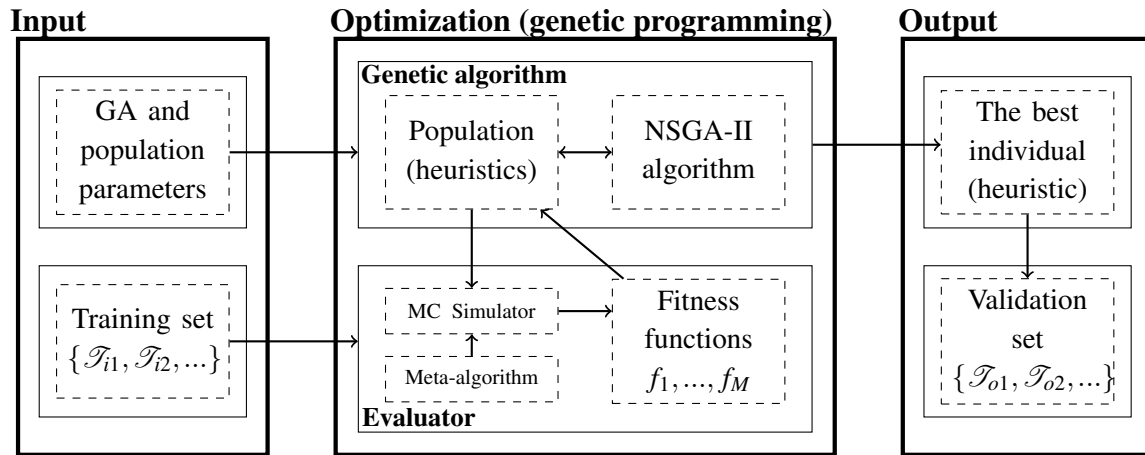 Input
GA and
population
parameters
Training set
{𝒯i1, 𝒯i2, ...}
Optimization (genetic programming)
Genetic algorithm
Population
(heuristics)
NSGA-II
algorithm
MC Simulator
Meta-algorithm
Fitness
functions
f1, ..., fM
Evaluator
Output
The best
individual
(heuristic)
Validation
set
{𝒯o1, 𝒯o2, ...}